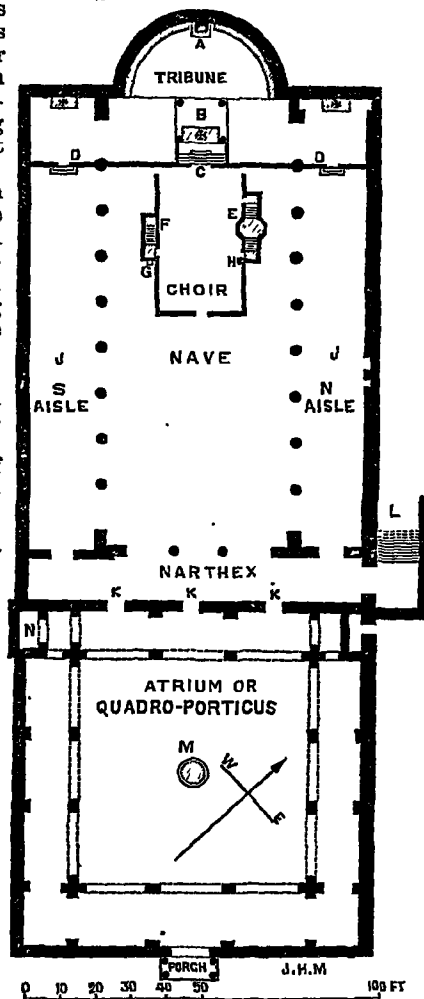 A
TRIBUNE
B
D
D
C
F
E
G
H
CHOIR
J
NAVE
J
S
AISLE
N
AISLE
L
NARTHEX
K
K
K
N
ATRIUM OR
QUADRO-PORTICUS
M
W
E
PORCH
J.H.M
0 10 20 30 40 50 100 FT